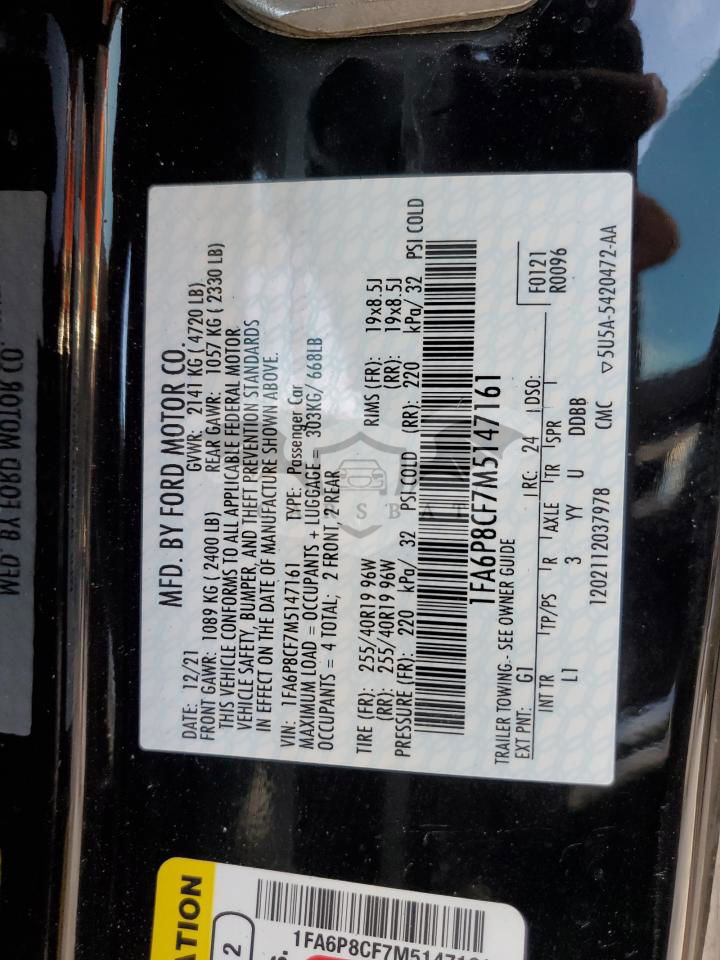 MFD. BY FORD MOTOR CO.
DATE: 12/21 GVWR: 2141 KG ( 4720 LB)
FRONT GAWR: 1089 KG ( 2400 LB) REAR GAWR: 1057 KG ( 2330 LB)
THIS VEHICLE CONFORMS TO ALL APPLICABLE FEDERAL MOTOR
VEHICLE SAFETY, BUMPER, AND THEFT PREVENTION STANDARDS
IN EFFECT ON THE DATE OF MANUFACTURE SHOWN ABOVE.
VIN: 1FA6P8CF7M5147161 TYPE: Passenger Car
MAXIMUM LOAD = OCCUPANTS + LUGGAGE = 303KG/ 668LB
OCCUPANTS = 4 TOTAL; 2 FRONT 2 REAR
TIRE (FR): 255/40R19 96W RIMS (FR): 19x8.5J
(RR): 255/40R19 96W (RR): 19x8.5J
PRESSURE (FR): 220 kPa/ 32 PSI COLD (RR): 220 kPa/ 32 PSI COLD
1FA6P8CF7M5147161
TRAILER TOWING - SEE OWNER GUIDE
F0121
R0096
EXT PNT: G1 RC: 24 DSO:
INT TR TP/PS R AXLE TR SPR
L1 3 YY U DDBB
1202112037978 CMC ▽5U5A-5420472-AA
MFD. BY FORD MOTOR CO.
1FA6P8CF7M514716